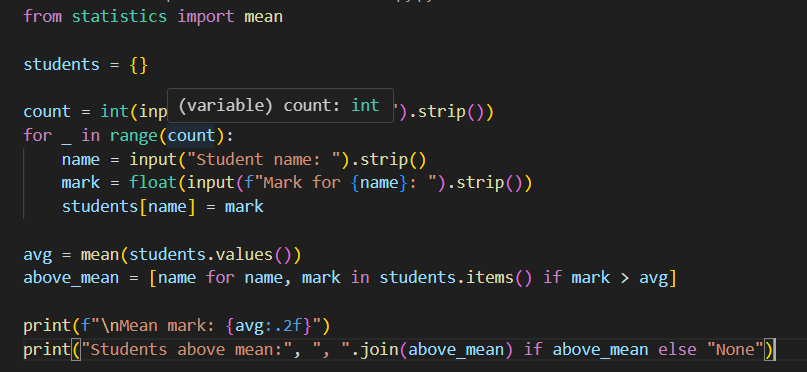 from statistics import mean
students = {}
(variable) count: int
count = int(inp ").strip())
for _ in range(count):
    name = input("Student name: ").strip()
    mark = float(input(f"Mark for {name}: ").strip())
    students[name] = mark
avg = mean(students.values())
above_mean = [name for name, mark in students.items() if mark > avg]
print(f"\nMean mark: {avg:.2f}")
print("Students above mean:", ", ".join(above_mean) if above_mean else "None")